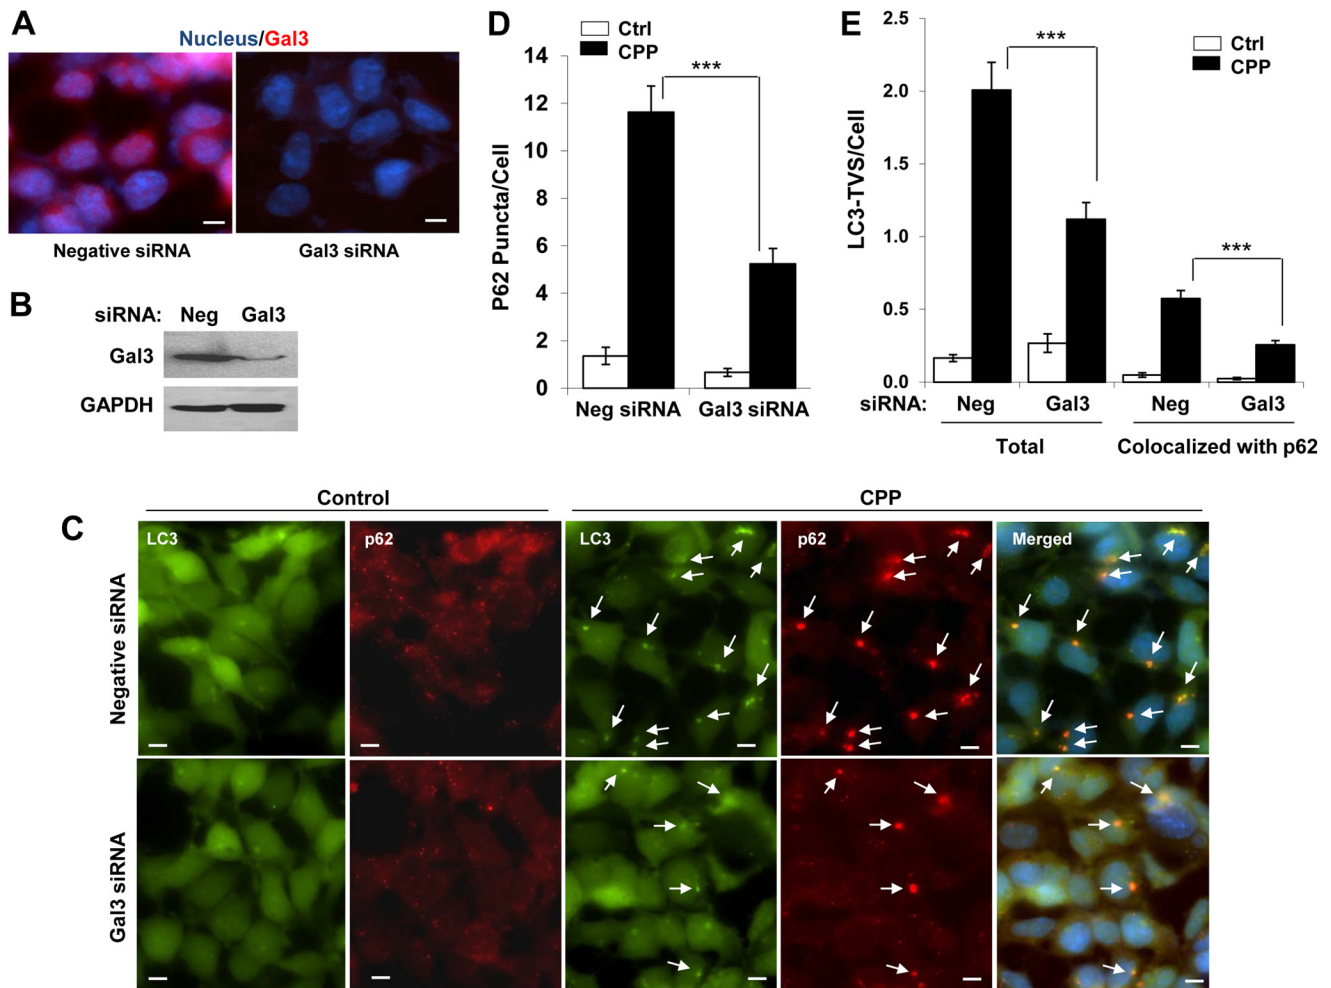 A
Nucleus/Gal3
Negative siRNA
Gal3 siRNA
B
siRNA: Neg Gal3
Gal3
GAPDH
D
Ctrl
CPP
14
12
10
8
6
4
2
0
P62 Puncta/Cell
***
Neg siRNA
Gal3 siRNA
E
Ctrl
CPP
2.5
2.0
1.5
1.0
0.5
0.0
LC3-TVS/Cell
***
***
siRNA: Neg Gal3 Neg Gal3
Total
Colocalized with p62
C
Control
CPP
Negative siRNA
LC3
p62
LC3
p62
Merged
Gal3 siRNA